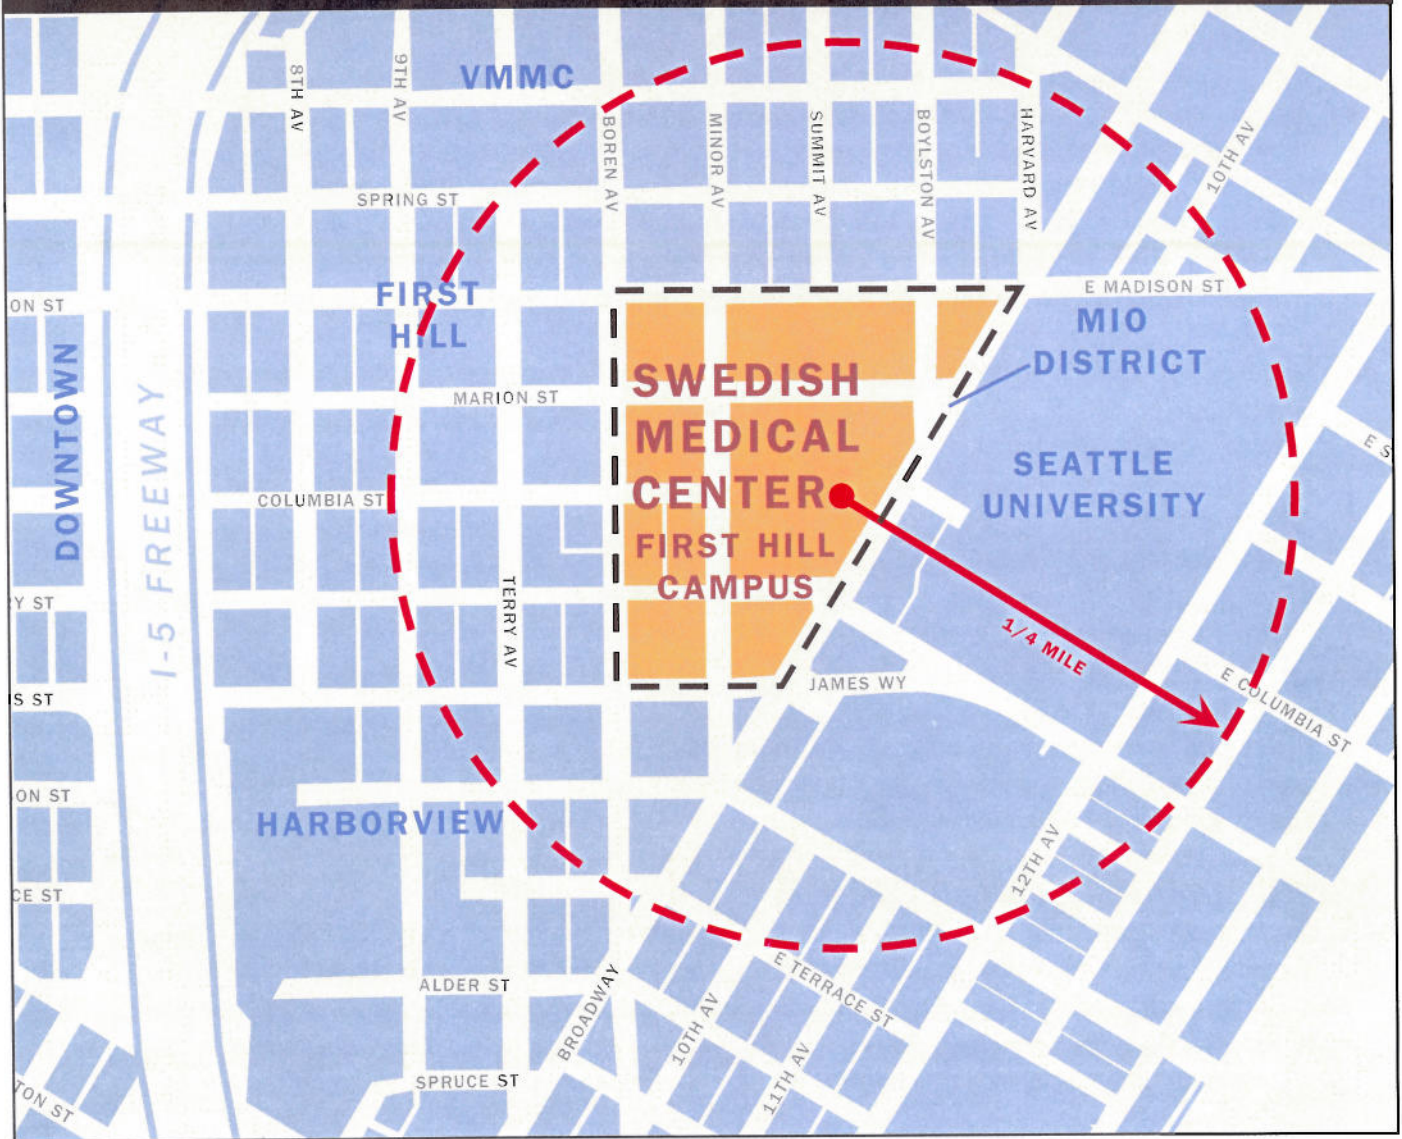 VMMC
8TH AV
9TH AV
BOREN AV
MINOR AV
SUMMIT AV
BOYLSTON AV
HARVARD AV
10TH AV
SPRING ST
FIRST
HILL
E MADISON ST
MIO
DISTRICT
ON ST
DOWNTOWN
I-5 FREEWAY
MARION ST
SWEDISH
MEDICAL
CENTER
FIRST HILL
CAMPUS
SEATTLE
UNIVERSITY
E S
COLUMBIA ST
TERRY AV
Y ST
1/4 MILE
JAMES WY
E COLUMBIA ST
S ST
ON ST
HARBORVIEW
12TH AV
CE ST
ALDER ST
BROADWAY
E TERRACE ST
10TH AV
11TH AV
SPRUCE ST
TON ST